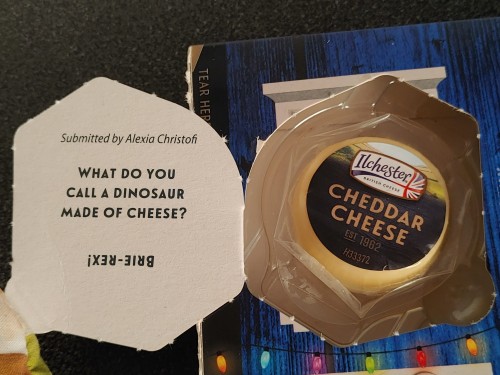 Submitted by Alexia Christofi
WHAT DO YOU
CALL A DINOSAUR
MADE OF CHEESE?
BRIE-REX!
TEAR HER
Ilchester
BRITISH CHEESE
CHEDDAR
CHEESE
EST 1962
H33372